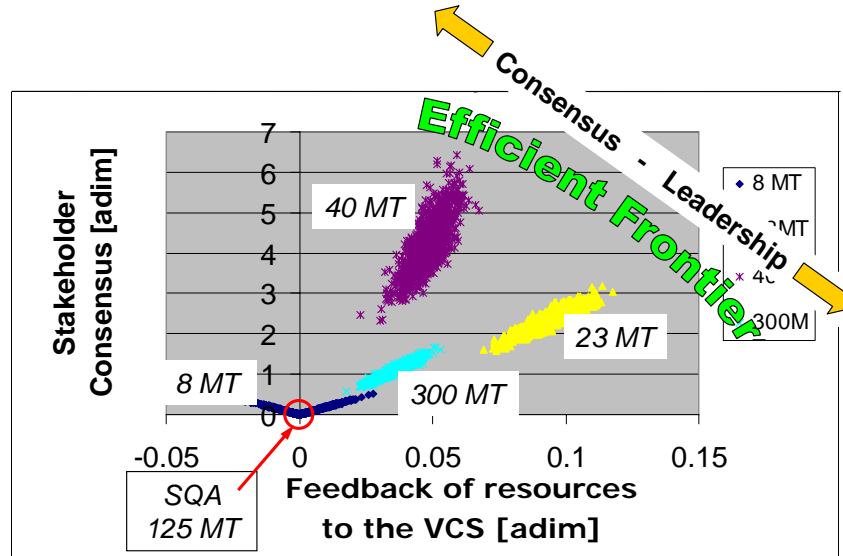 Consensus - Leadership
Efficient Frontier
Stakeholder
Consensus [adim]
7
6
5
4
3
2
1
0
40 MT
23 MT
300 MT
8 MT
8 MT
MT
40
300M
-0.05
0
0.05
0.1
0.15
SQA
125 MT
Feedback of resources
to the VCS [adim]